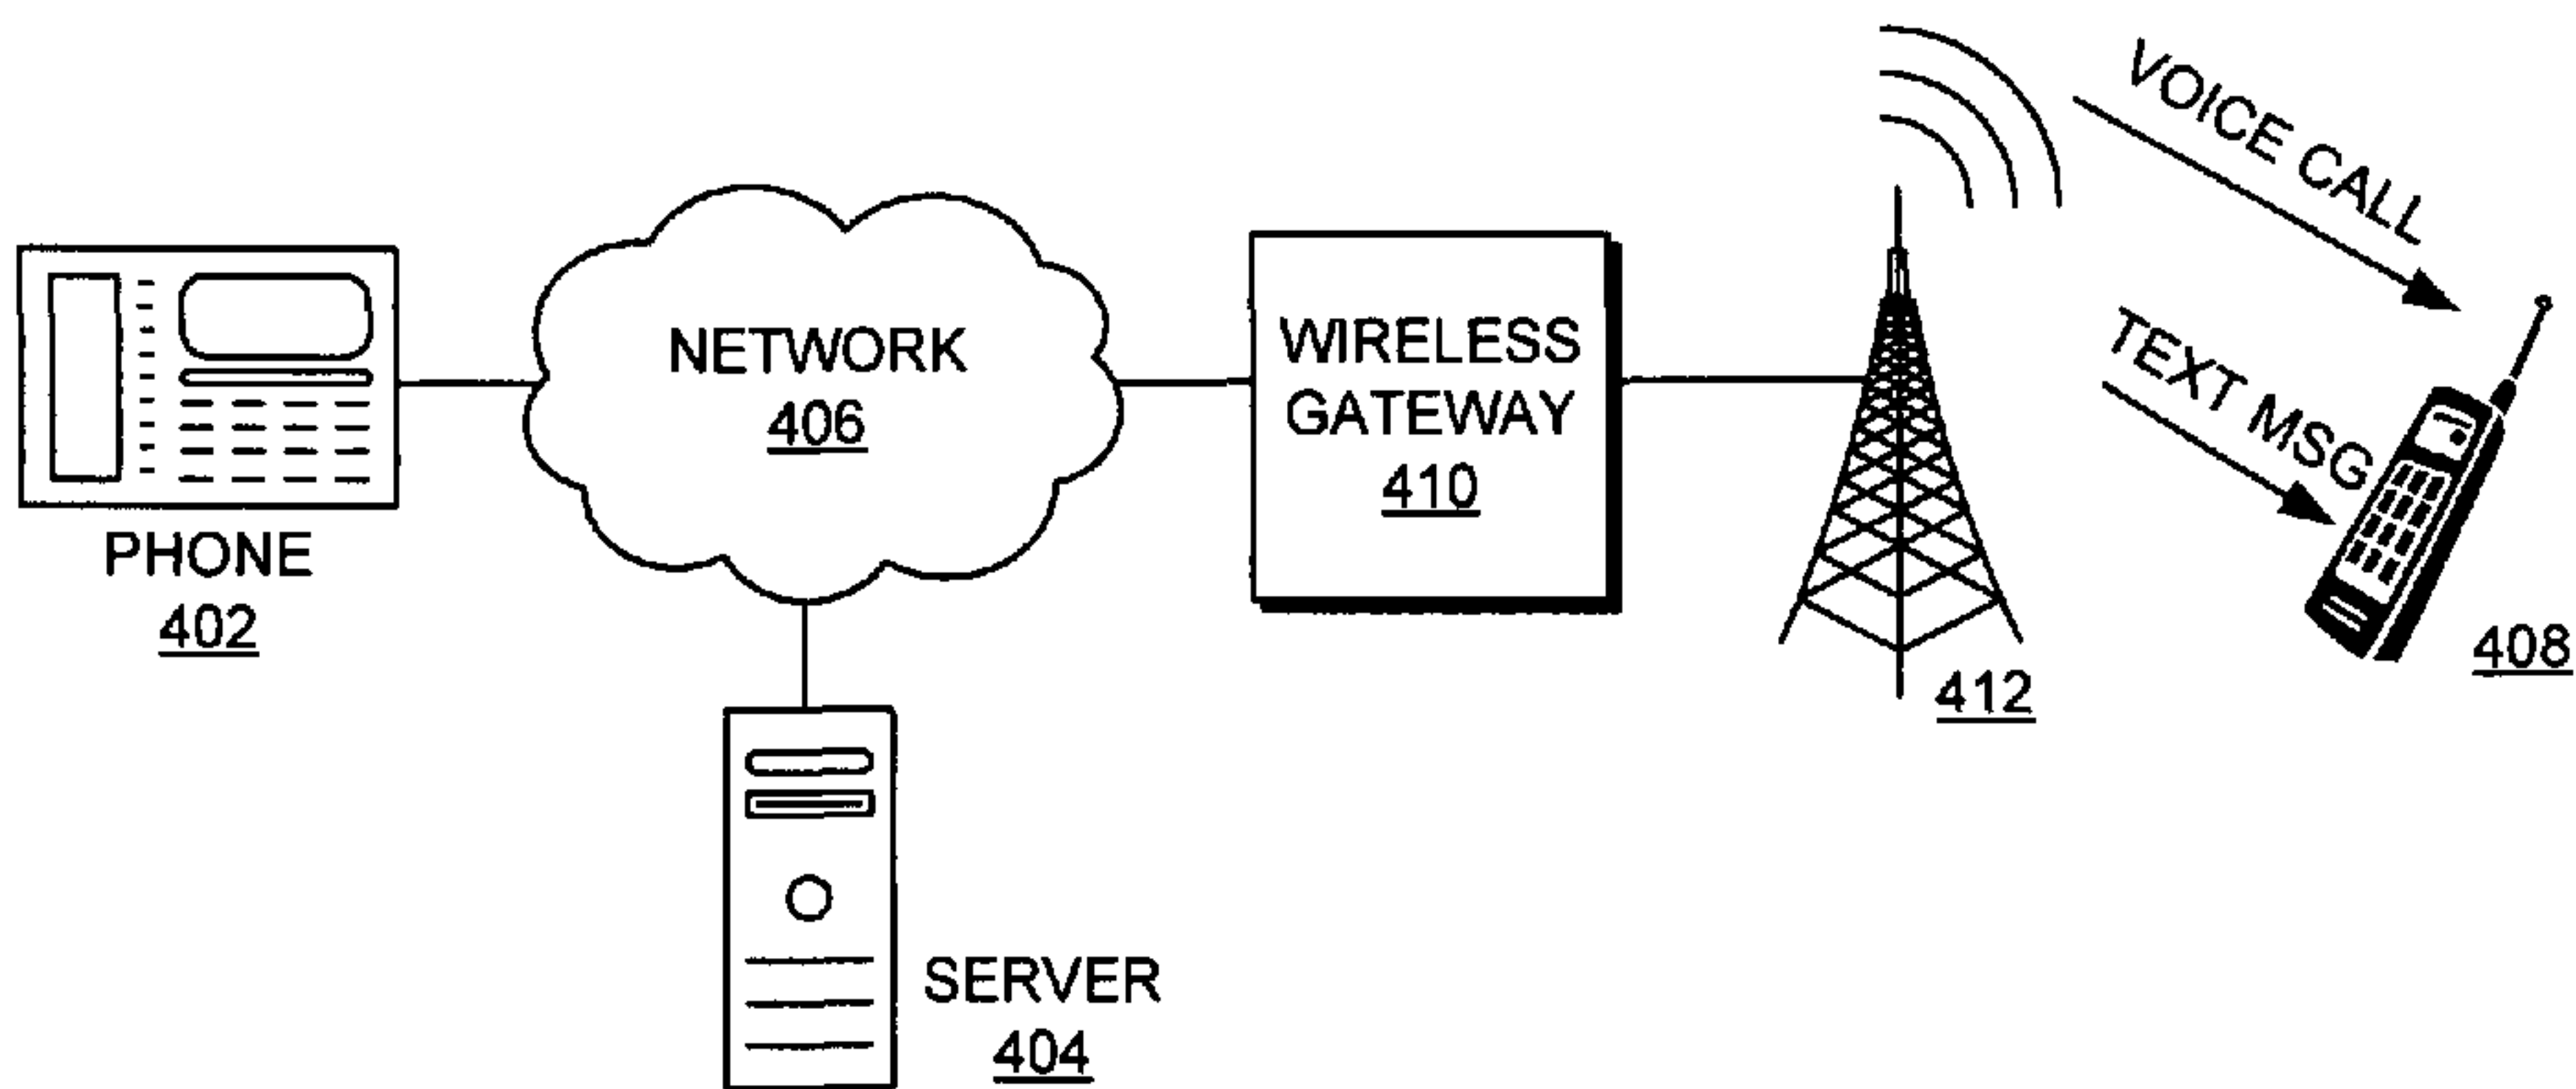 VOICE CALL
TEXT MSG
NETWORK
406
WIRELESS
GATEWAY
410
PHONE
402
412
408
SERVER
404